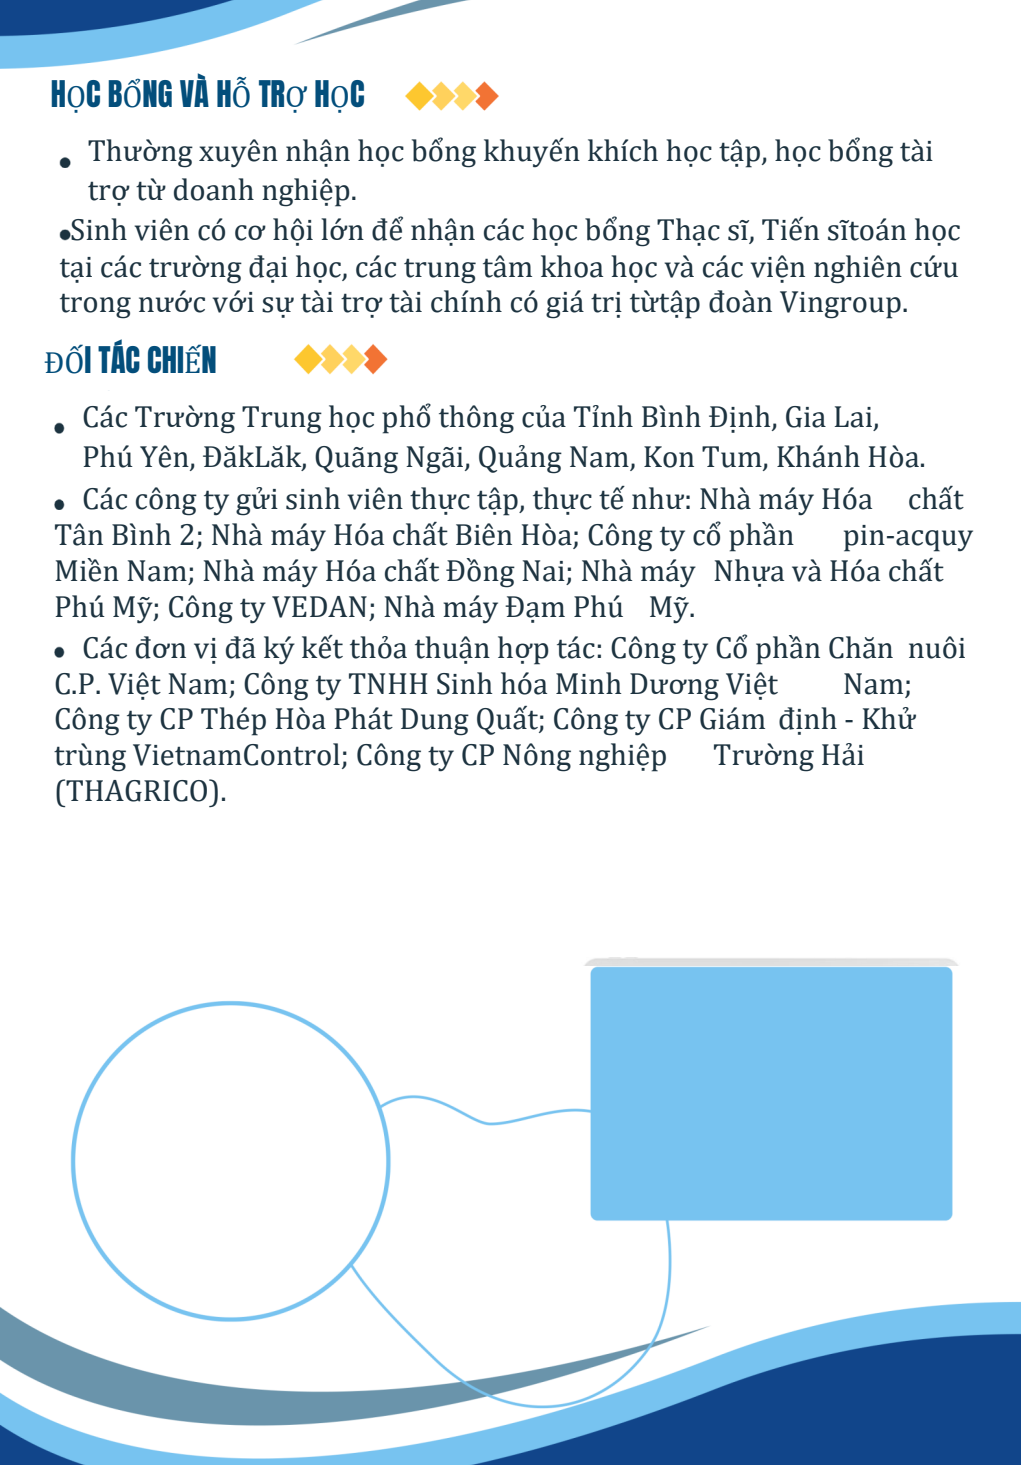 HỌC BỔNG VÀ HỖ TRỢ HỌC
• Thường xuyên nhận học bổng khuyến khích học tập, học bổng tài
trợ từ doanh nghiệp.
•Sinh viên có cơ hội lớn để nhận các học bổng Thạc sĩ, Tiến sĩtoán học
tại các trường đại học, các trung tâm khoa học và các viện nghiên cứu
trong nước với sự tài trợ tài chính có giá trị từtập đoàn Vingroup.
ĐỐI TÁC CHIẾN
• Các Trường Trung học phổ thông của Tỉnh Bình Định, Gia Lai,
Phú Yên, ĐăkLăk, Quãng Ngãi, Quảng Nam, Kon Tum, Khánh Hòa.
• Các công ty gửi sinh viên thực tập, thực tế như: Nhà máy Hóa chất
Tân Bình 2; Nhà máy Hóa chất Biên Hòa; Công ty cổ phần pin-acquy
Miền Nam; Nhà máy Hóa chất Đồng Nai; Nhà máy Nhựa và Hóa chất
Phú Mỹ; Công ty VEDAN; Nhà máy Đạm Phú Mỹ.
• Các đơn vị đã ký kết thỏa thuận hợp tác: Công ty Cổ phần Chăn nuôi
C.P. Việt Nam; Công ty TNHH Sinh hóa Minh Dương Việt Nam;
Công ty CP Thép Hòa Phát Dung Quất; Công ty CP Giám định - Khử
trùng VietnamControl; Công ty CP Nông nghiệp Trường Hải
(THAGRICO).